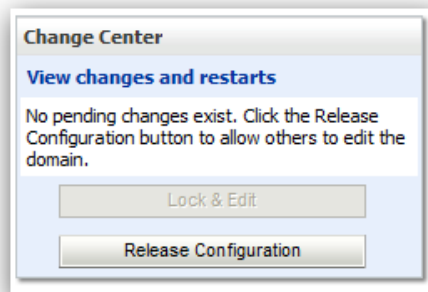 Change Center
View changes and restarts
No pending changes exist. Click the Release
Configuration button to allow others to edit the
domain.
Lock & Edit
Release Configuration